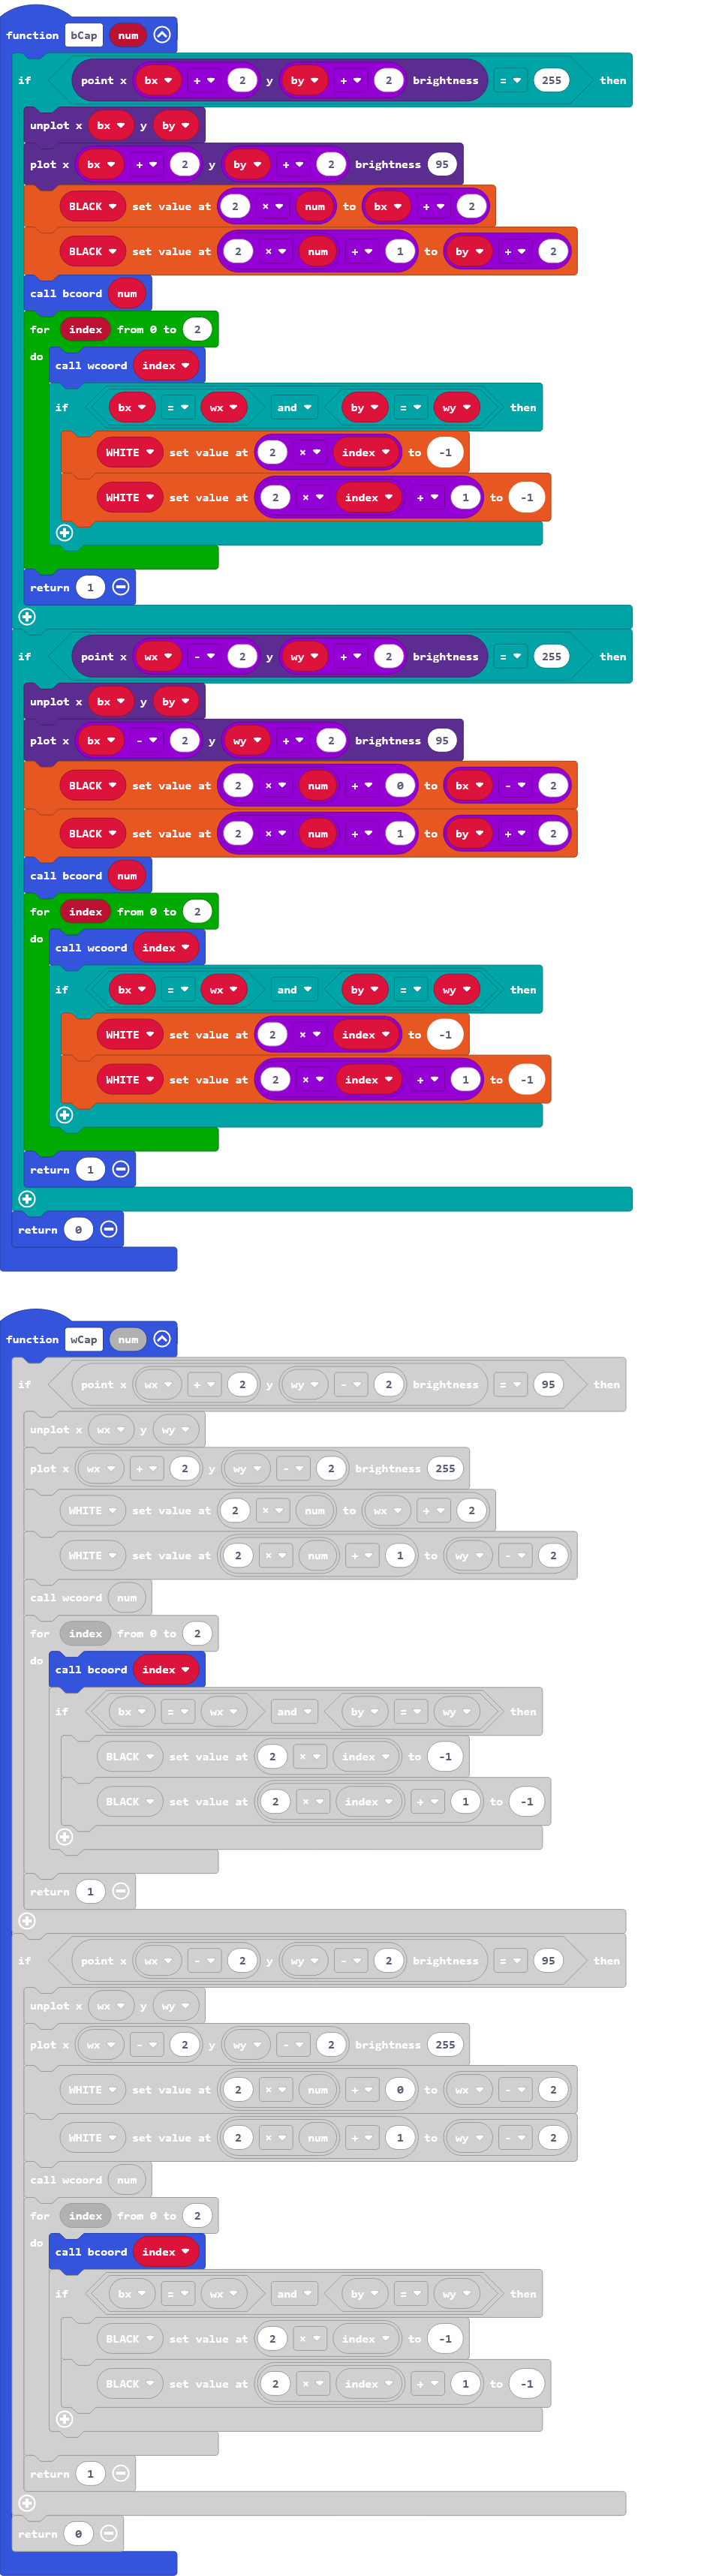 function bCap num
if point x bx + 2 y by + 2 brightness = 255 then
unplot x bx y by
plot x bx + 2 y by + 2 brightness 95
BLACK set value at 2 × num to bx + 2
BLACK set value at 2 × num + 1 to by + 2
call bcoord num
for index from 0 to 2
do call wcoord index
if bx = wx and by = wy then
WHITE set value at 2 × index to -1
WHITE set value at 2 × index + 1 to -1
return 1
if point x wx - 2 y wy + 2 brightness = 255 then
unplot x bx y by
plot x bx - 2 y wy + 2 brightness 95
BLACK set value at 2 × num + 0 to bx - 2
BLACK set value at 2 × num + 1 to by + 2
call bcoord num
for index from 0 to 2
do call wcoord index
if bx = wx and by = wy then
WHITE set value at 2 × index to -1
WHITE set value at 2 × index + 1 to -1
return 1
return 0
function wCap num
if point x wx + 2 y wy - 2 brightness = 95 then
unplot x wx y wy
plot x wx + 2 y wy - 2 brightness 255
WHITE set value at 2 × num to wx + 2
WHITE set value at 2 × num + 1 to wy - 2
call wcoord num
for index from 0 to 2
do call bcoord index
if bx = wx and by = wy then
BLACK set value at 2 × index to -1
BLACK set value at 2 × index + 1 to -1
return 1
if point x wx - 2 y wy - 2 brightness = 95 then
unplot x wx y wy
plot x wx - 2 y wy - 2 brightness 255
WHITE set value at 2 × num + 0 to wx - 2
WHITE set value at 2 × num + 1 to wy - 2
call wcoord num
for index from 0 to 2
do call bcoord index
if bx = wx and by = wy then
BLACK set value at 2 × index to -1
BLACK set value at 2 × index + 1 to -1
return 1
return 0